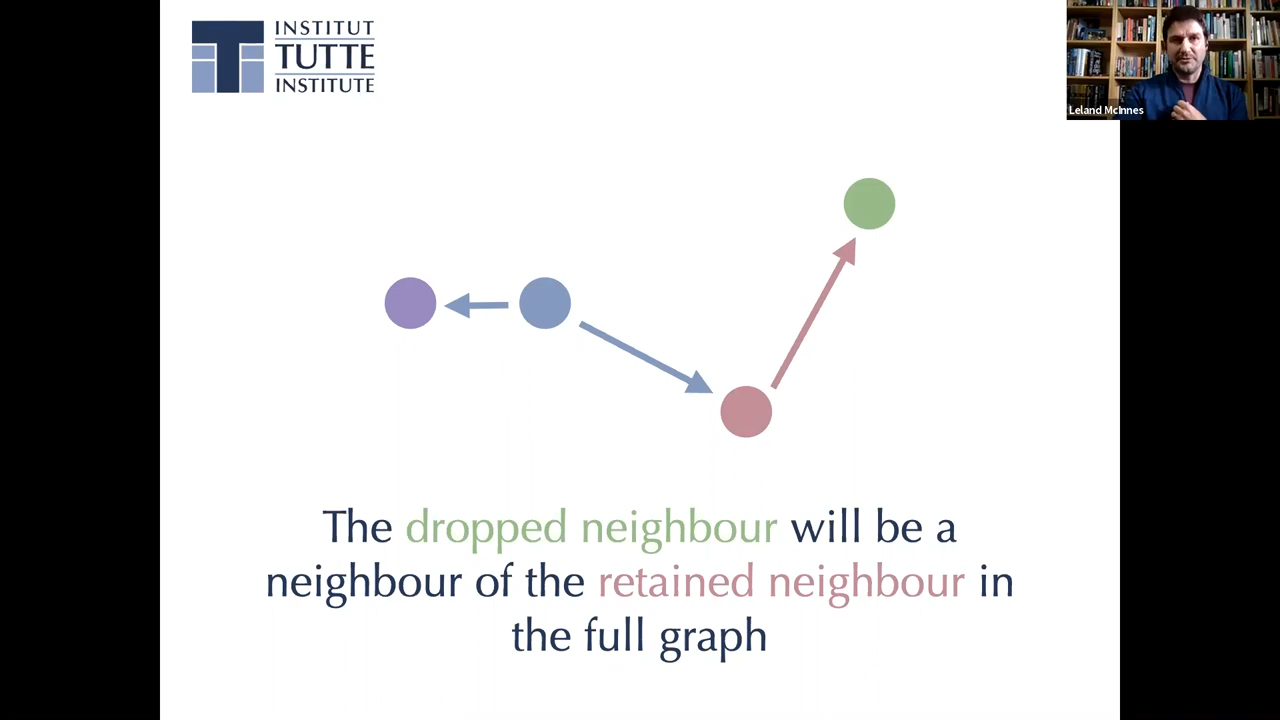 INSTITUT
TUTTE
INSTITUTE
Leland McInnes
The dropped neighbour will be a
neighbour of the retained neighbour in
the full graph